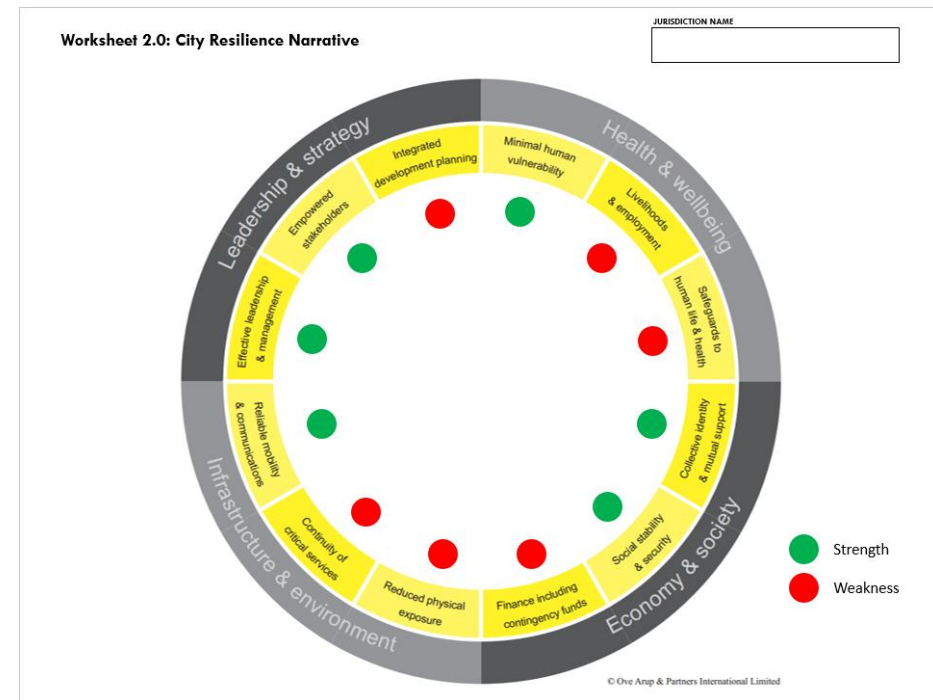 JURISDICTION NAME
Worksheet 2.0: City Resilience Narrative
Leadership & strategy
Health & wellbeing
Integrated
development planning
Minimal human
vulnerability
Empowered
stakeholders
Livelihoods
& employment
Effective leadership
& management
Safeguards to
human life & health
Reliable mobility
& communications
Collective identity
& mutual support
Continuity of
critical services
Social stability
& security
Reduced physical
exposure
Finance including
contingency funds
Infrastructure & environment
Economy & society
Strength
Weakness
© Ove Arup & Partners International Limited